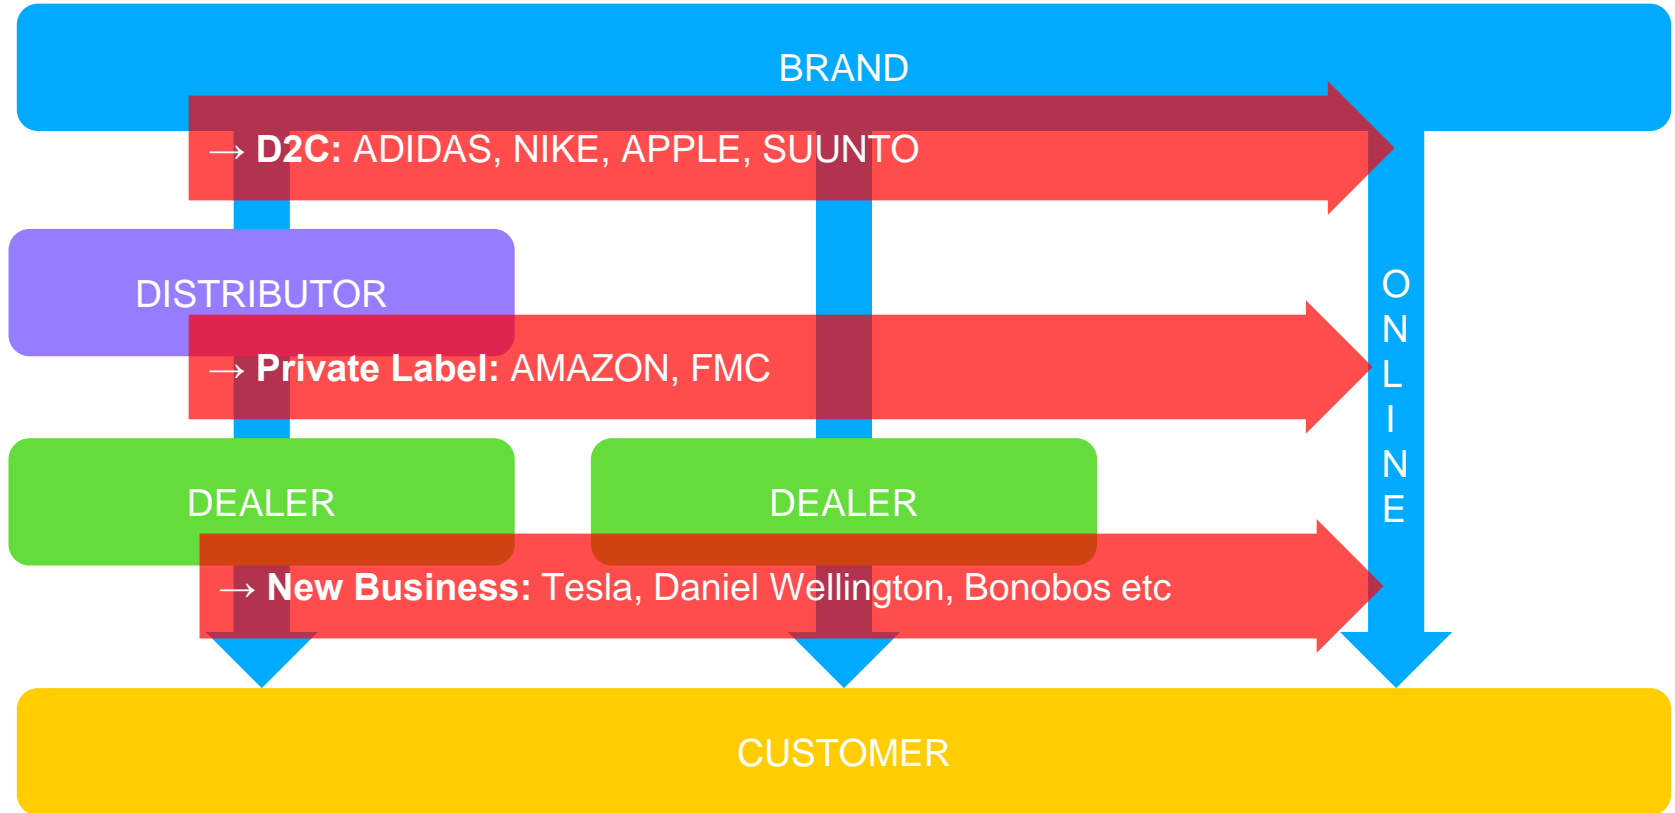 BRAND
→ D2C: ADIDAS, NIKE, APPLE, SUUNTO
DISTRIBUTOR
→ Private Label: AMAZON, FMC
DEALER
DEALER
→ New Business: Tesla, Daniel Wellington, Bonobos etc
ONLINE
CUSTOMER